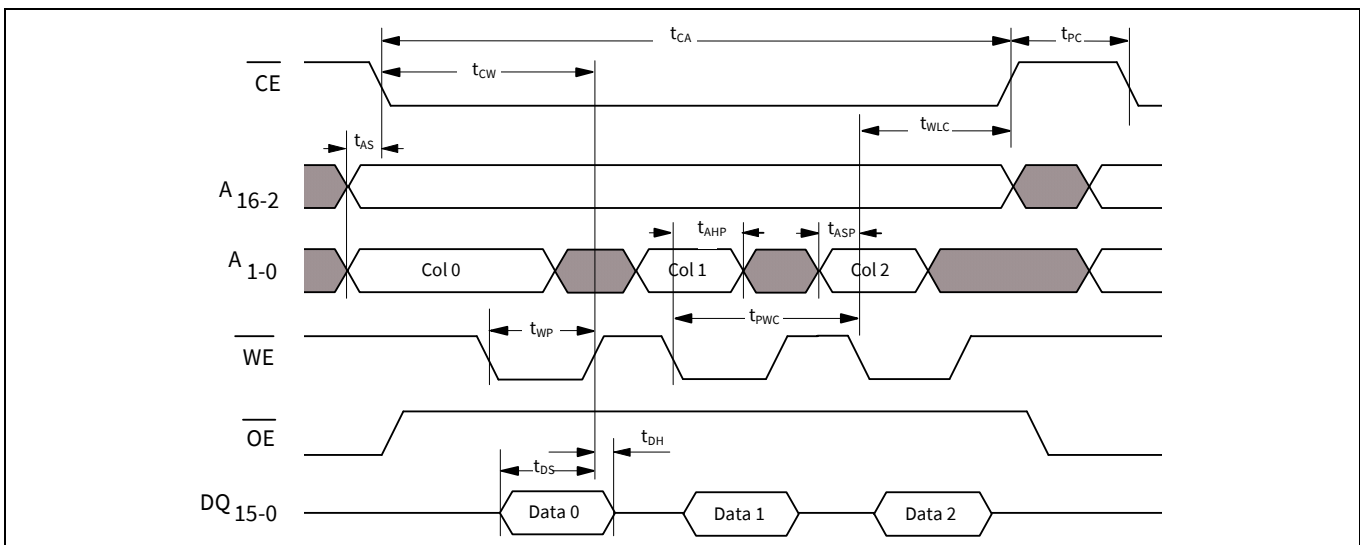 tCA
tPC
tCW
CE
tWLC
tAS
A16-2
tAHP
tASP
A1-0
Col 0
Col 1
Col 2
tPWC
tWP
WE
OE
tDH
tDS
DQ15-0
Data 0
Data 1
Data 2